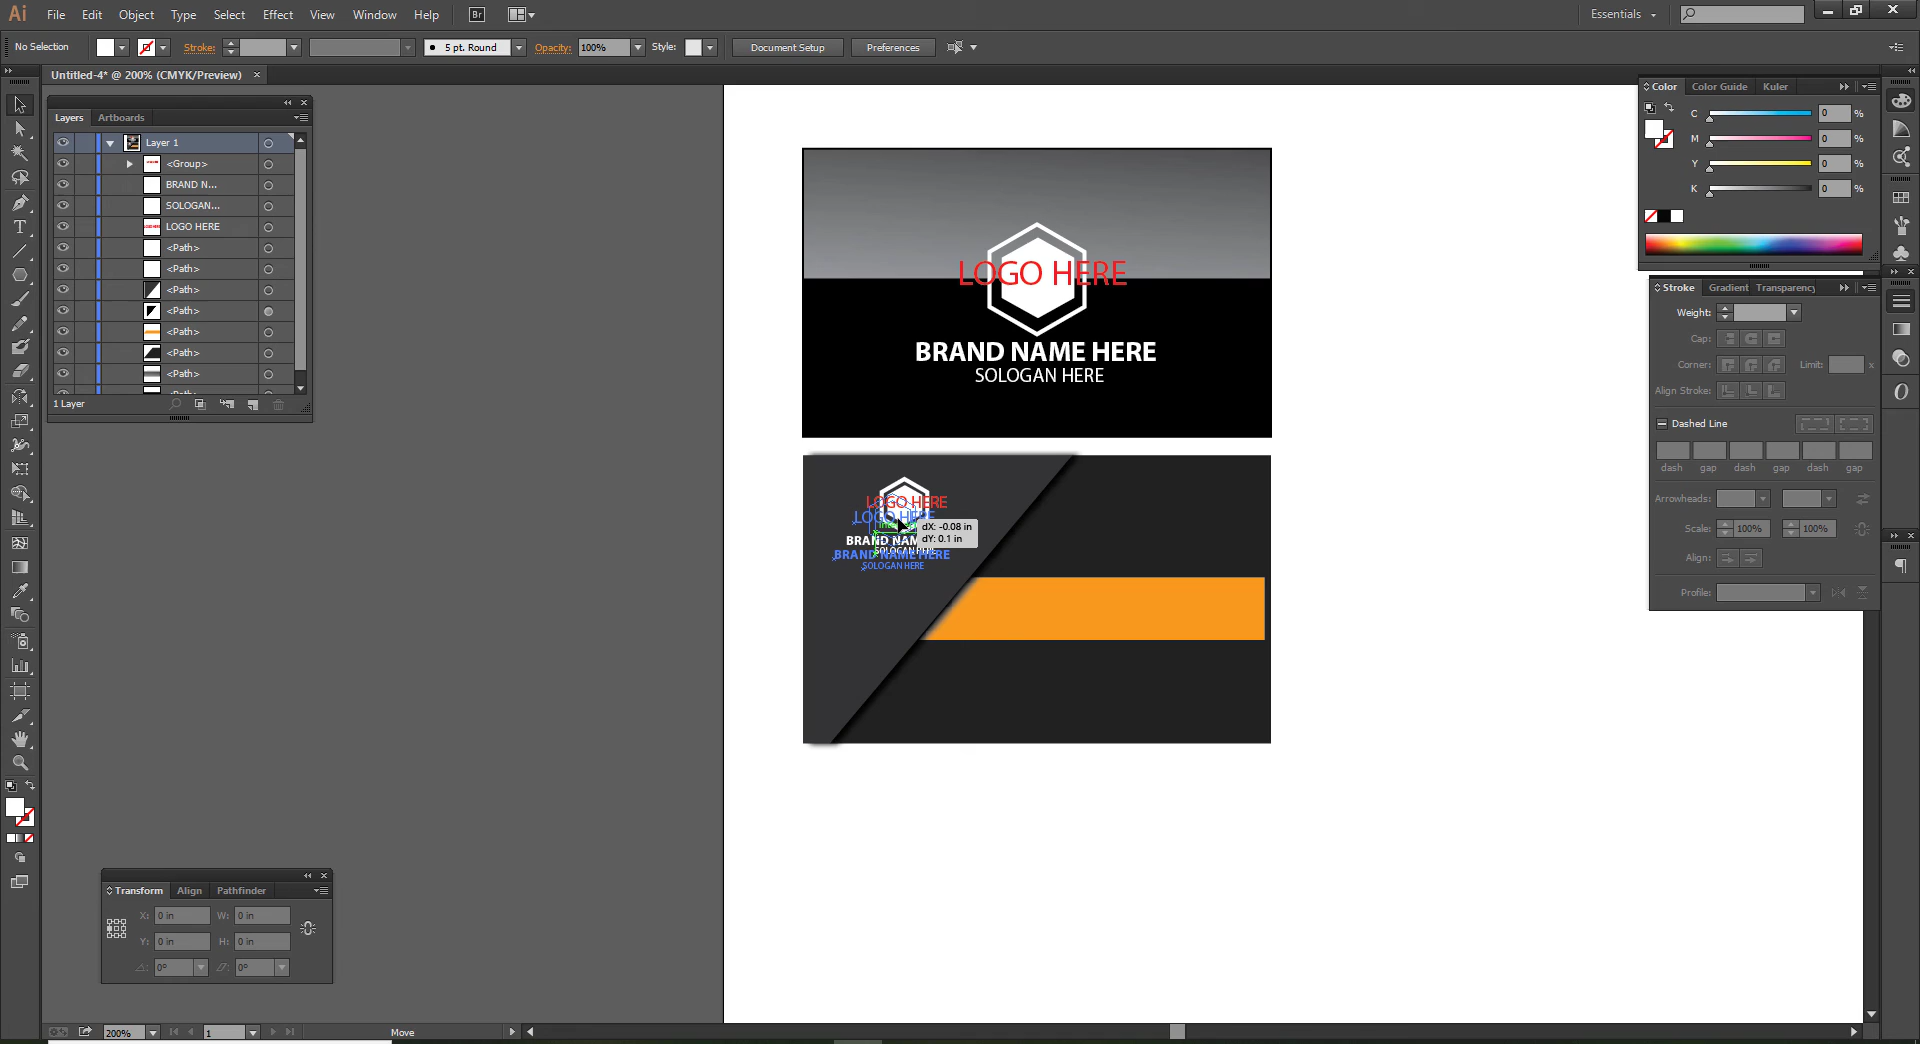 Ai File Edit Object Type Select Effect View Window Help Br Essentials
No Selection Stroke: 5 pt. Round Opacity: 100% Style: Document Setup Preferences
Untitled-4* @ 200% (CMYK/Preview)
Layers Artboards
Layer 1
<Group>
BRAND N...
SOLOGAN...
LOGO HERE
<Path>
<Path>
<Path>
<Path>
<Path>
<Path>
<Path>
1 Layer
LOGO HERE
BRAND NAME HERE
SOLOGAN HERE
LOGO HERE
LOGO HERE
dX: -0.08 in
dY: 0.1 in
BRAND NAM
SOLOGAN HERE
BRAND NAME HERE
SOLOGAN HERE
Color Color Guide Kuler
C 0 %
M 0 %
Y 0 %
K 0 %
Stroke Gradient Transparency
Weight:
Cap:
Corner: Limit: x
Align Stroke:
Dashed Line
dash gap dash gap dash gap
Arrowheads:
Scale: 100% 100%
Align:
Profile:
Transform Align Pathfinder
X: 0 in W: 0 in
Y: 0 in H: 0 in
0° 0°
200% 1 Move